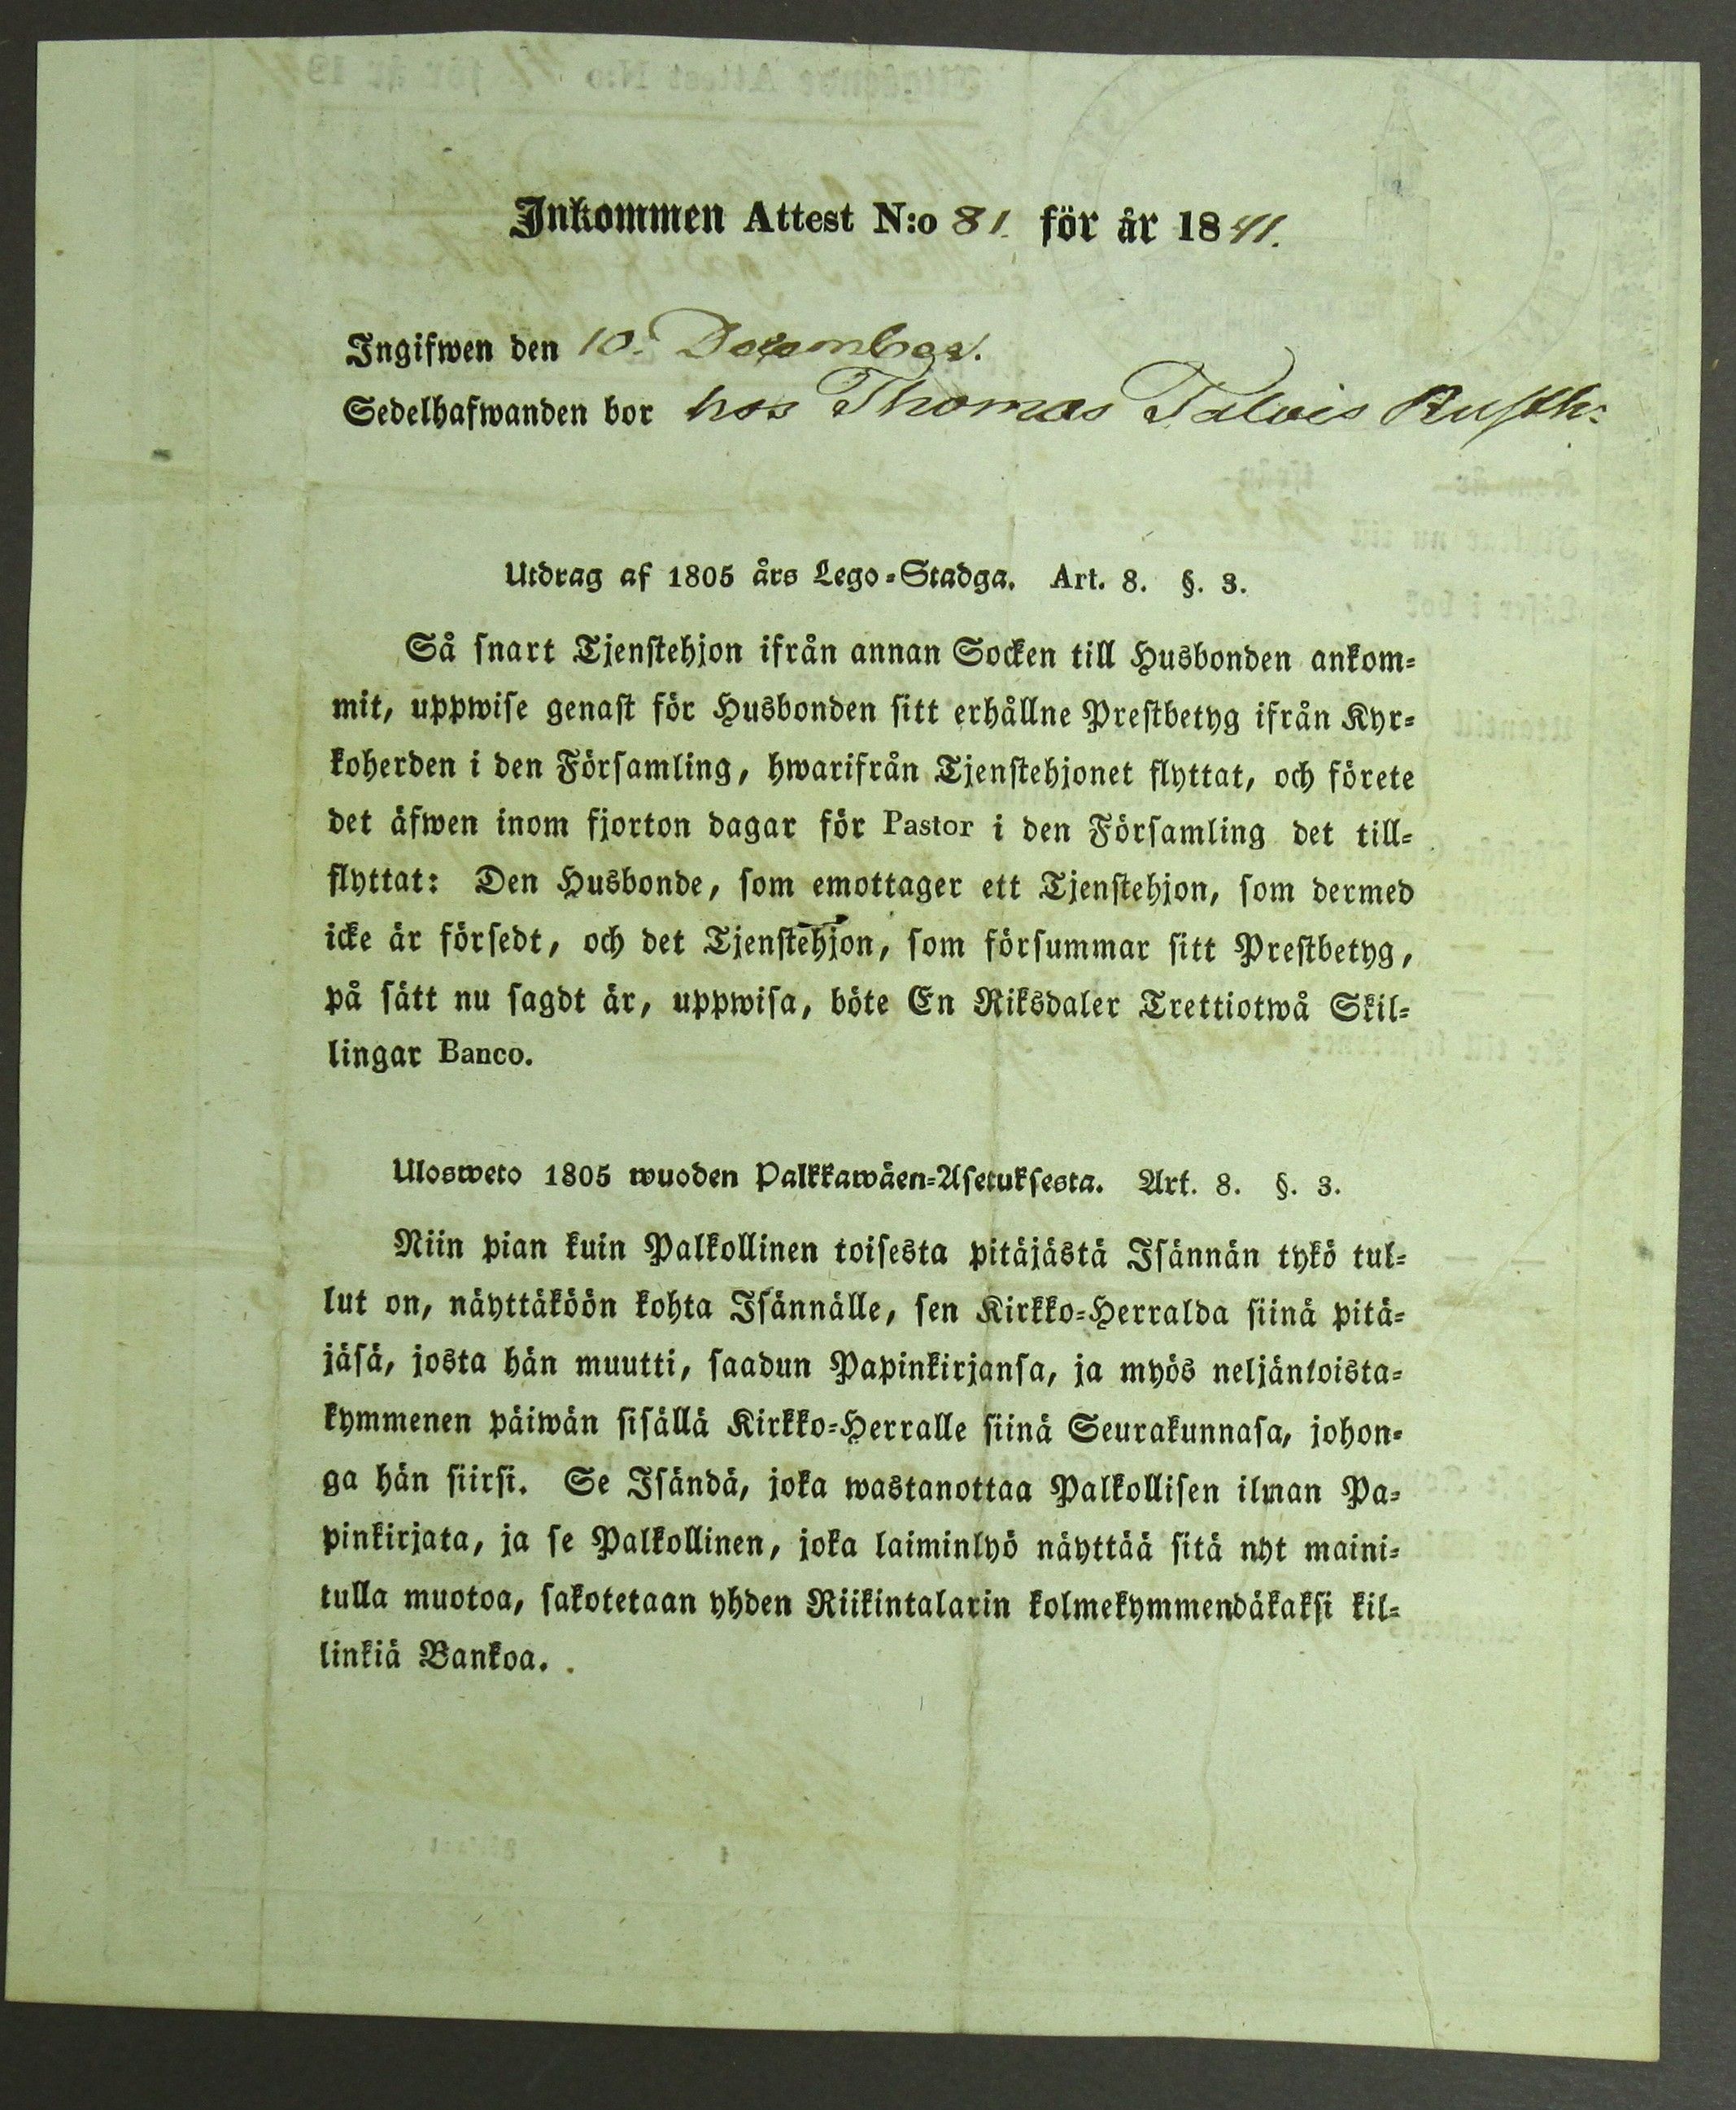 Inkommen Attest N:o 81. för år 1841.
Ingifwen den 10. December.
Sedelhafwanden bor hos Thomas Talvis Rusth:
Utdrag af 1805 års Lego=Stadga. Art. 8. §. 3.
Så snart Tjenstehjon ifrån annan Socken till Husbonden ankom=
mit, uppwise genast för Husbonden sitt erhållne Prestbetyg ifrån Kyr=
koherden i den Församling, hwarifrån Tjenstehjonet flyttat, och förete
det äfwen inom fjorton dagar för Pastor i den Församling det till=
flyttat: Den Husbonde, som emottager ett Tjenstehjon, som dermed
icke är försedt, och det Tjenstehjon, som försummar sitt Prestbetyg,
på sätt nu sagdt är, uppwisa, böte En Riksdaler Trettiotwå Skil=
lingar Banco.
Ulosweto 1805 wuoden Palkkawäen=Asetuksesta. Art. 8. §. 3.
Niin pian kuin Palkollinen toisesta pitäjästä Isännän tykö tul=
lut on, näyttäköön kohta Isännälle, sen Kirkko=Herralda siinä pitä=
jäsä, josta hän muutti, saadun Papinkirjansa, ja myös neljäntoista=
kymmenen päiwän sisällä Kirkko=Herralle siinä Seurakunnasa, johon=
ga hän siirsi. Se Isändä, joka wastanottaa Palkollisen ilman Pa=
pinkirjata, ja se Palkollinen, joka laiminlyö näyttää sitä nyt maini=
tulla muotoa, sakotetaan yhden Riikintalarin kolmekymmendäkaksi kil=
linkiä Bankoa.